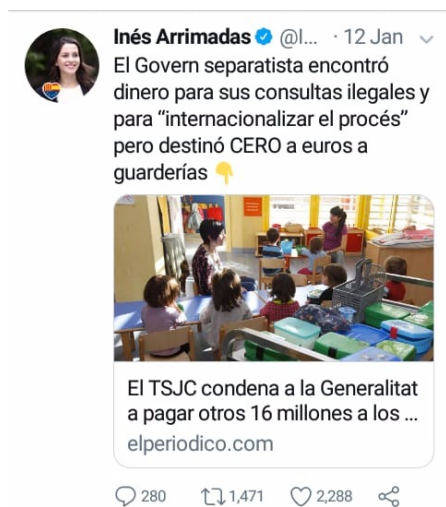 Inés Arrimadas @I... · 12 Jan
El Govern separatista encontró
dinero para sus consultas ilegales y
para “internacionalizar el procés”
pero destinó CERO a euros a
guarderías 👇
El TSJC condena a la Generalitat
a pagar otros 16 millones a los ...
elperiodico.com
280 1,471 2,288